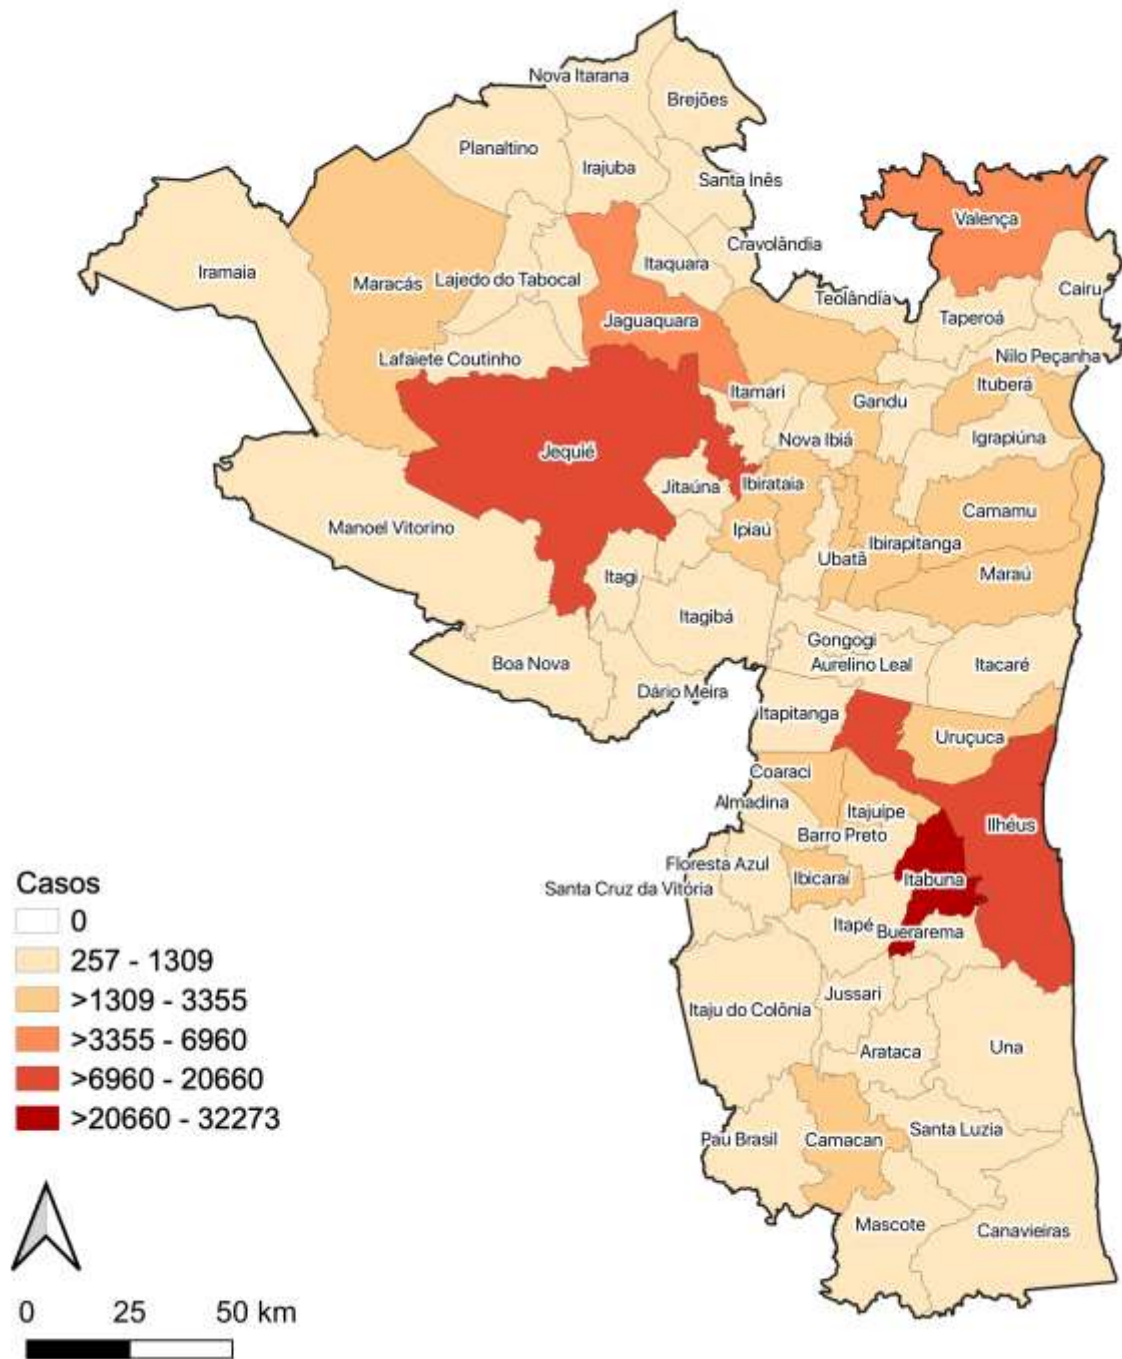 Nova Itarana
Brejões
Planaltino
Irajuba
Santa Inês
Valença
Cravolândia
Iramaia
Maracás
Lajedo do Tabocal
Itaquara
Teolândia
Cairu
Taperoá
Jaguaquara
Lafaiete Coutinho
Nilo Peçanha
Itamari
Gandu
Ituberá
Nova Ibiá
Igrapiúna
Jequié
Jitaúna
Ibirataia
Camamu
Manoel Vitorino
Ipiaú
Ibirapitanga
Ubatã
Maraú
Itagi
Itagibá
Gongogi
Boa Nova
Aurelino Leal
Itacaré
Dário Meira
Itapitanga
Uruçuca
Coaraci
Almadina
Itajuípe
Barro Preto
Ilhéus
Floresta Azul
Ibicaraí
Itabuna
Santa Cruz da Vitória
Itapé
Buerarema
Jussari
Itaju do Colônia
Arataca
Una
Pau Brasil
Camacan
Santa Luzia
Mascote
Canavieiras
Casos
0
257 - 1309
>1309 - 3355
>3355 - 6960
>6960 - 20660
>20660 - 32273
0 25 50 km